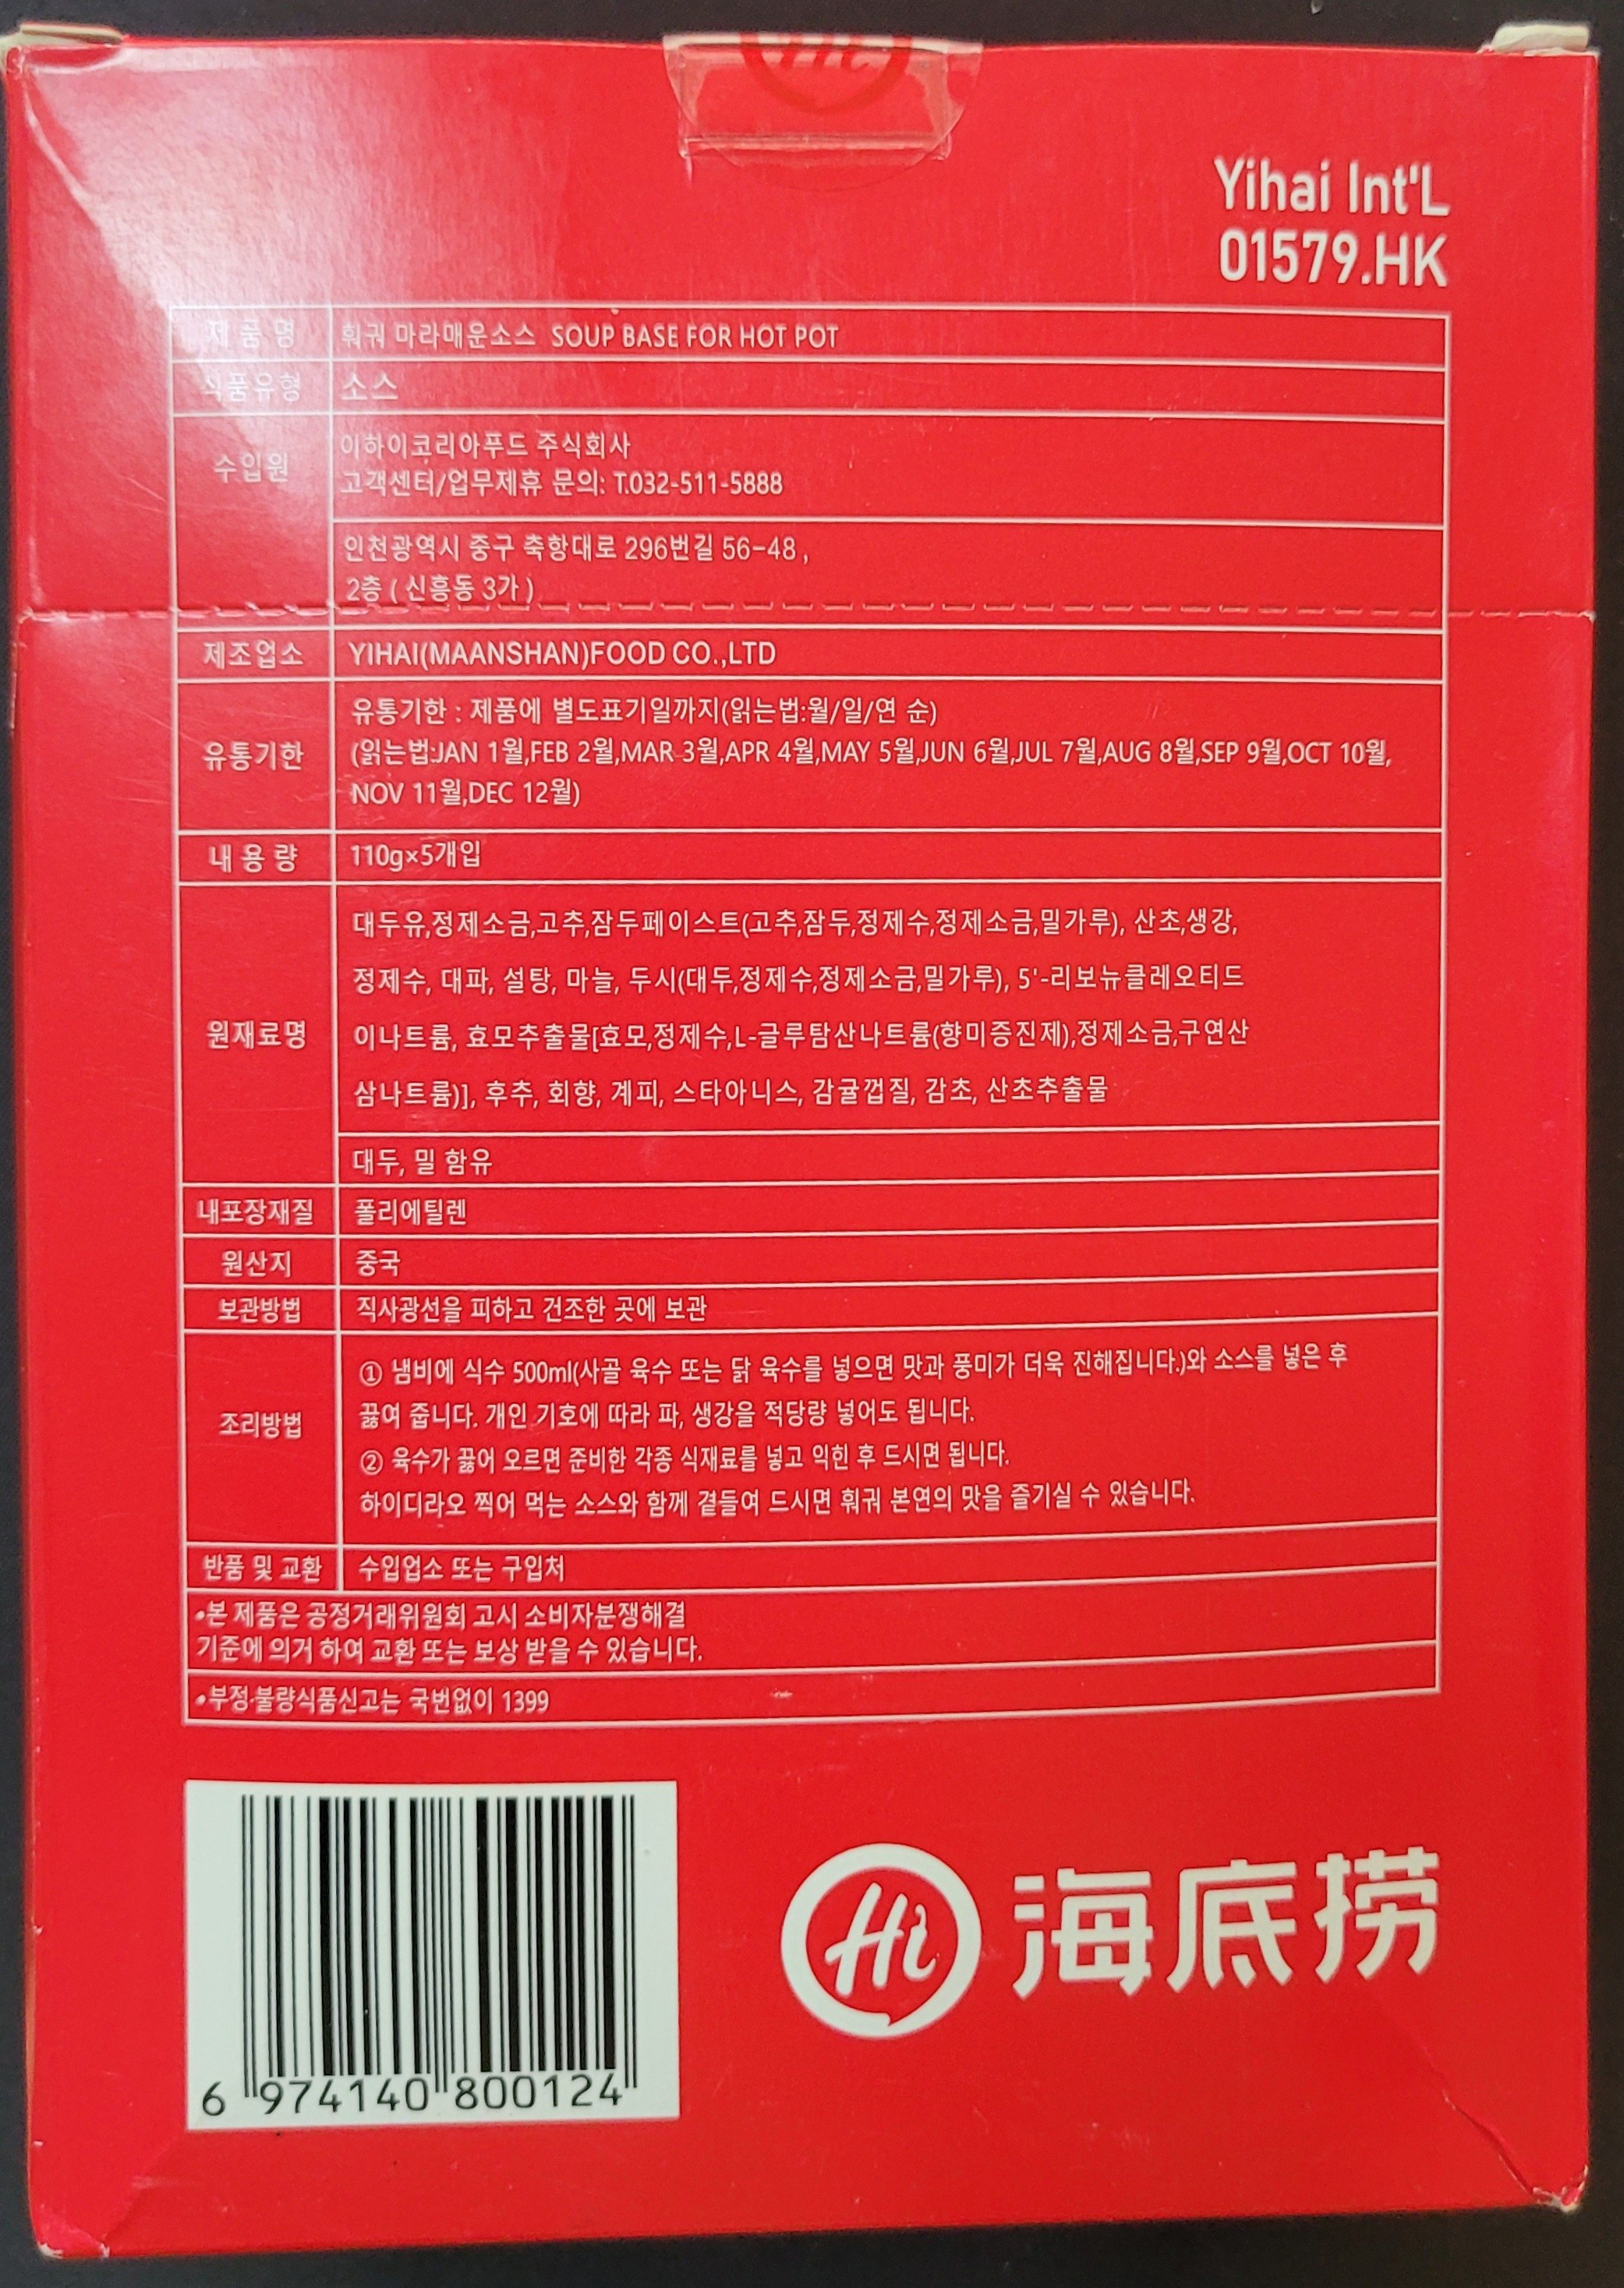 Hi
Yihai Int'L
01579.HK
제 품 명 훠궈 마라매운소스 SOUP BASE FOR HOT POT
식품유형 소스
수입원 이하이코리아푸드 주식회사
고객센터/업무제휴 문의: T.032-511-5888
인천광역시 중구 축항대로 296번길 56-48 ,
2층 ( 신흥동 3가 )
제조업소 YIHAI(MAANSHAN)FOOD CO.,LTD
유통기한 : 제품에 별도표기일까지(읽는법:월/일/연 순)
유통기한 (읽는법:JAN 1월,FEB 2월,MAR 3월,APR 4월,MAY 5월,JUN 6월,JUL 7월,AUG 8월,SEP 9월,OCT 10월,
NOV 11월,DEC 12월)
내 용 량 110g×5개입
대두유,정제소금,고추,잠두페이스트(고추,잠두,정제수,정제소금,밀가루), 산초,생강,
정제수, 대파, 설탕, 마늘, 두시(대두,정제수,정제소금,밀가루), 5'-리보뉴클레오티드
원재료명 이나트륨, 효모추출물[효모,정제수,L-글루탐산나트륨(향미증진제),정제소금,구연산
삼나트륨)], 후추, 회향, 계피, 스타아니스, 감귤껍질, 감초, 산초추출물
대두, 밀 함유
내포장재질 폴리에틸렌
원산지 중국
보관방법 직사광선을 피하고 건조한 곳에 보관
① 냄비에 식수 500ml(사골 육수 또는 닭 육수를 넣으면 맛과 풍미가 더욱 진해집니다.)와 소스를 넣은 후
조리방법 끓여 줍니다. 개인 기호에 따라 파, 생강을 적당량 넣어도 됩니다.
② 육수가 끓어 오르면 준비한 각종 식재료를 넣고 익힌 후 드시면 됩니다.
하이디라오 찍어 먹는 소스와 함께 곁들여 드시면 훠궈 본연의 맛을 즐기실 수 있습니다.
반품 및 교환 수입업소 또는 구입처
•본 제품은 공정거래위원회 고시 소비자분쟁해결
기준에 의거 하여 교환 또는 보상 받을 수 있습니다.
•부정·불량식품신고는 국번없이 1399
Hi 海底捞
6 974140 800124